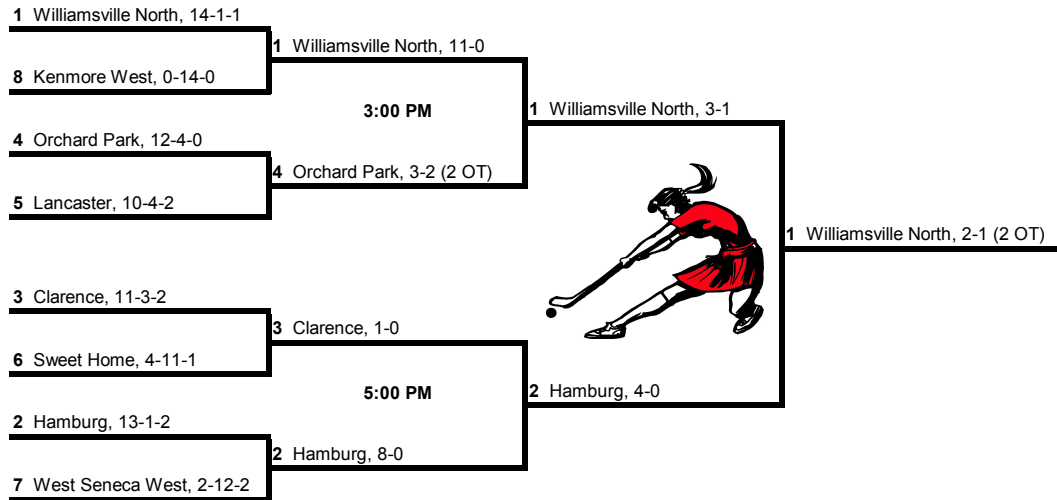 1 Williamsville North, 14-1-1
1 Williamsville North, 11-0
8 Kenmore West, 0-14-0
3:00 PM
1 Williamsville North, 3-1
4 Orchard Park, 12-4-0
4 Orchard Park, 3-2 (2 OT)
5 Lancaster, 10-4-2
1 Williamsville North, 2-1 (2 OT)
3 Clarence, 11-3-2
3 Clarence, 1-0
6 Sweet Home, 4-11-1
5:00 PM
2 Hamburg, 4-0
2 Hamburg, 13-1-2
2 Hamburg, 8-0
7 West Seneca West, 2-12-2